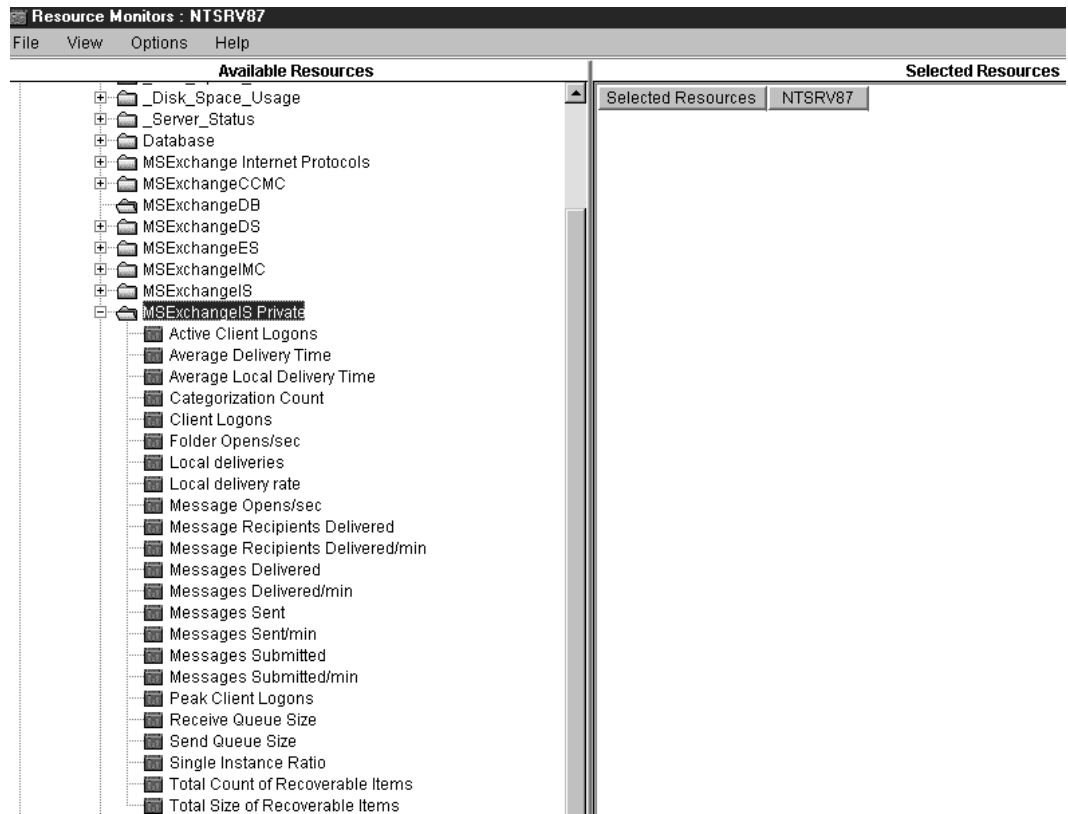 Resource Monitors : NTSRV87
File View Options Help
Available Resources
Selected Resources
_Disk_Space_Usage
_Server_Status
Database
MSExchange Internet Protocols
MSExchangeCCMC
MSExchangeDB
MSExchangeDS
MSExchangeES
MSExchangeIMC
MSExchangeIS
MSExchangeIS Private
Active Client Logons
Average Delivery Time
Average Local Delivery Time
Categorization Count
Client Logons
Folder Opens/sec
Local deliveries
Local delivery rate
Message Opens/sec
Message Recipients Delivered
Message Recipients Delivered/min
Messages Delivered
Messages Delivered/min
Messages Sent
Messages Sent/min
Messages Submitted
Messages Submitted/min
Peak Client Logons
Receive Queue Size
Send Queue Size
Single Instance Ratio
Total Count of Recoverable Items
Total Size of Recoverable Items
Selected Resources NTSRV87